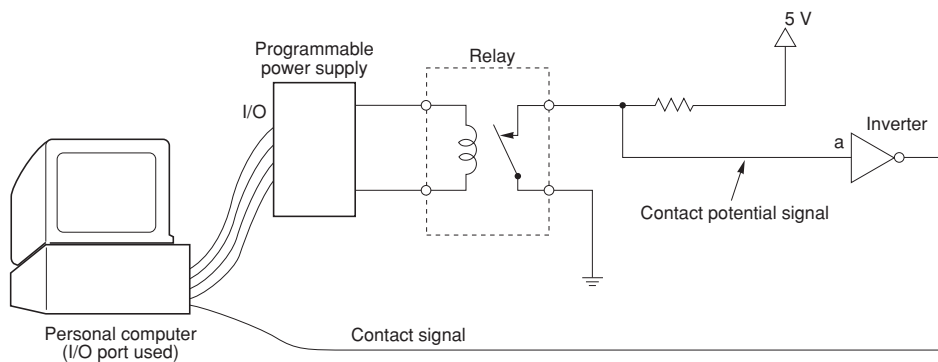 5 V
Programmable
power supply
Relay
I/O
Inverter
a
Contact potential signal
Personal computer
(I/O port used)
Contact signal